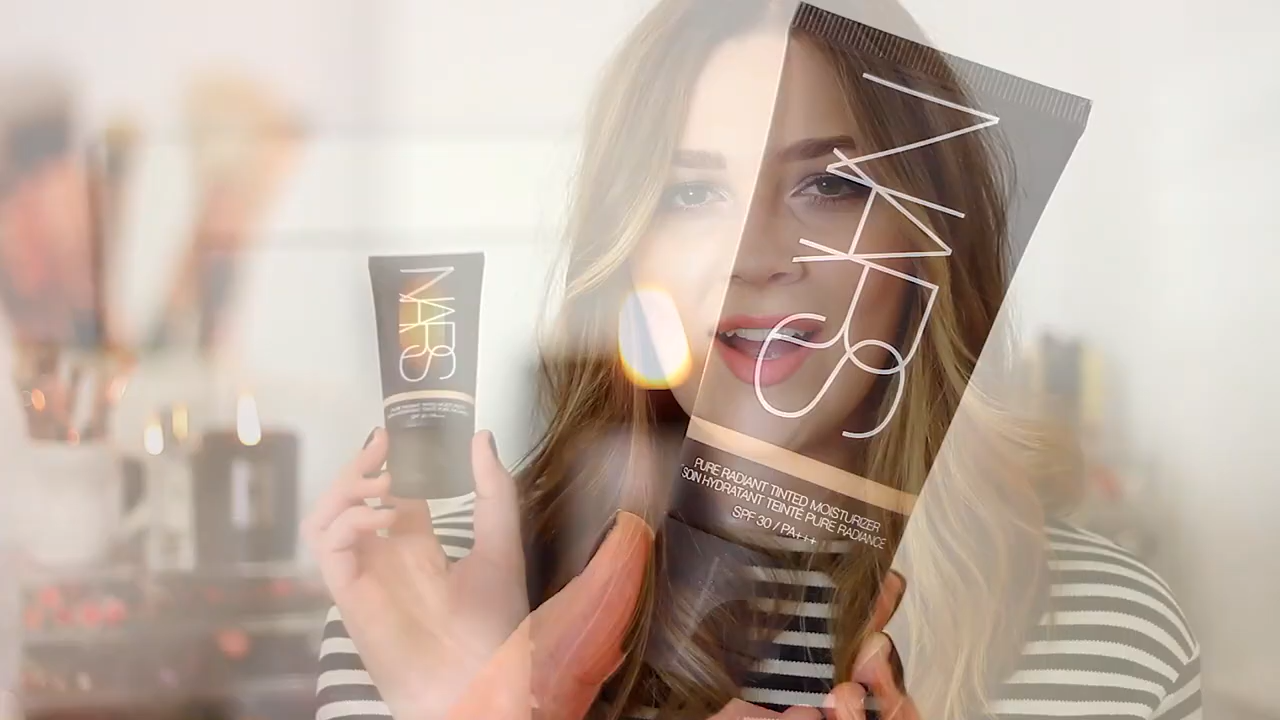 NARS
PURE RADIANT TINTED MOISTURIZER
SOIN HYDRATANT TEINTÉ PURE RADIANCE
SPF 30 / PA+++
NARS